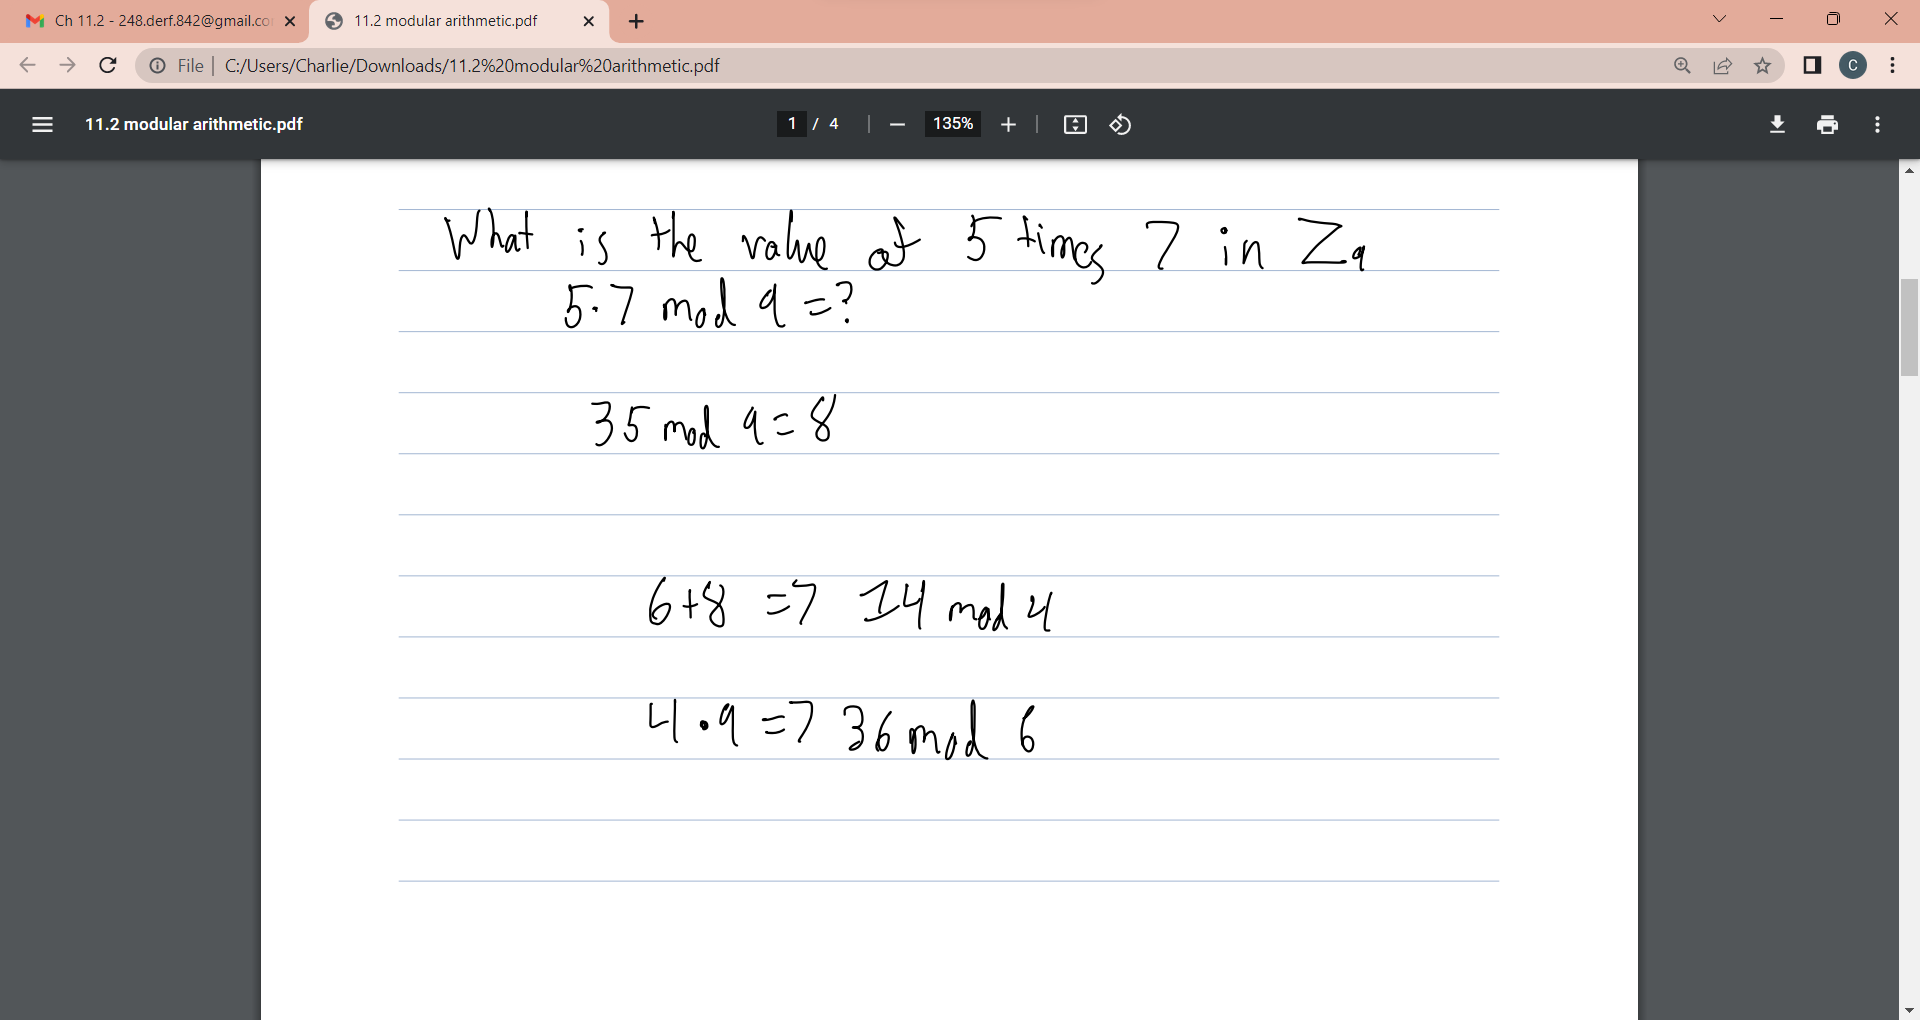 Ch 11.2 - 248.derf.842@gmail.co
11.2 modular arithmetic.pdf
File | C:/Users/Charlie/Downloads/11.2%20modular%20arithmetic.pdf
C
11.2 modular arithmetic.pdf
1 / 4
135%
What is the value of 5 times 7 in Z9
5·7 mod 9 =?
35 mod 9 = 8
6+8 => 14 mod 4
4·9 => 36 mod 6